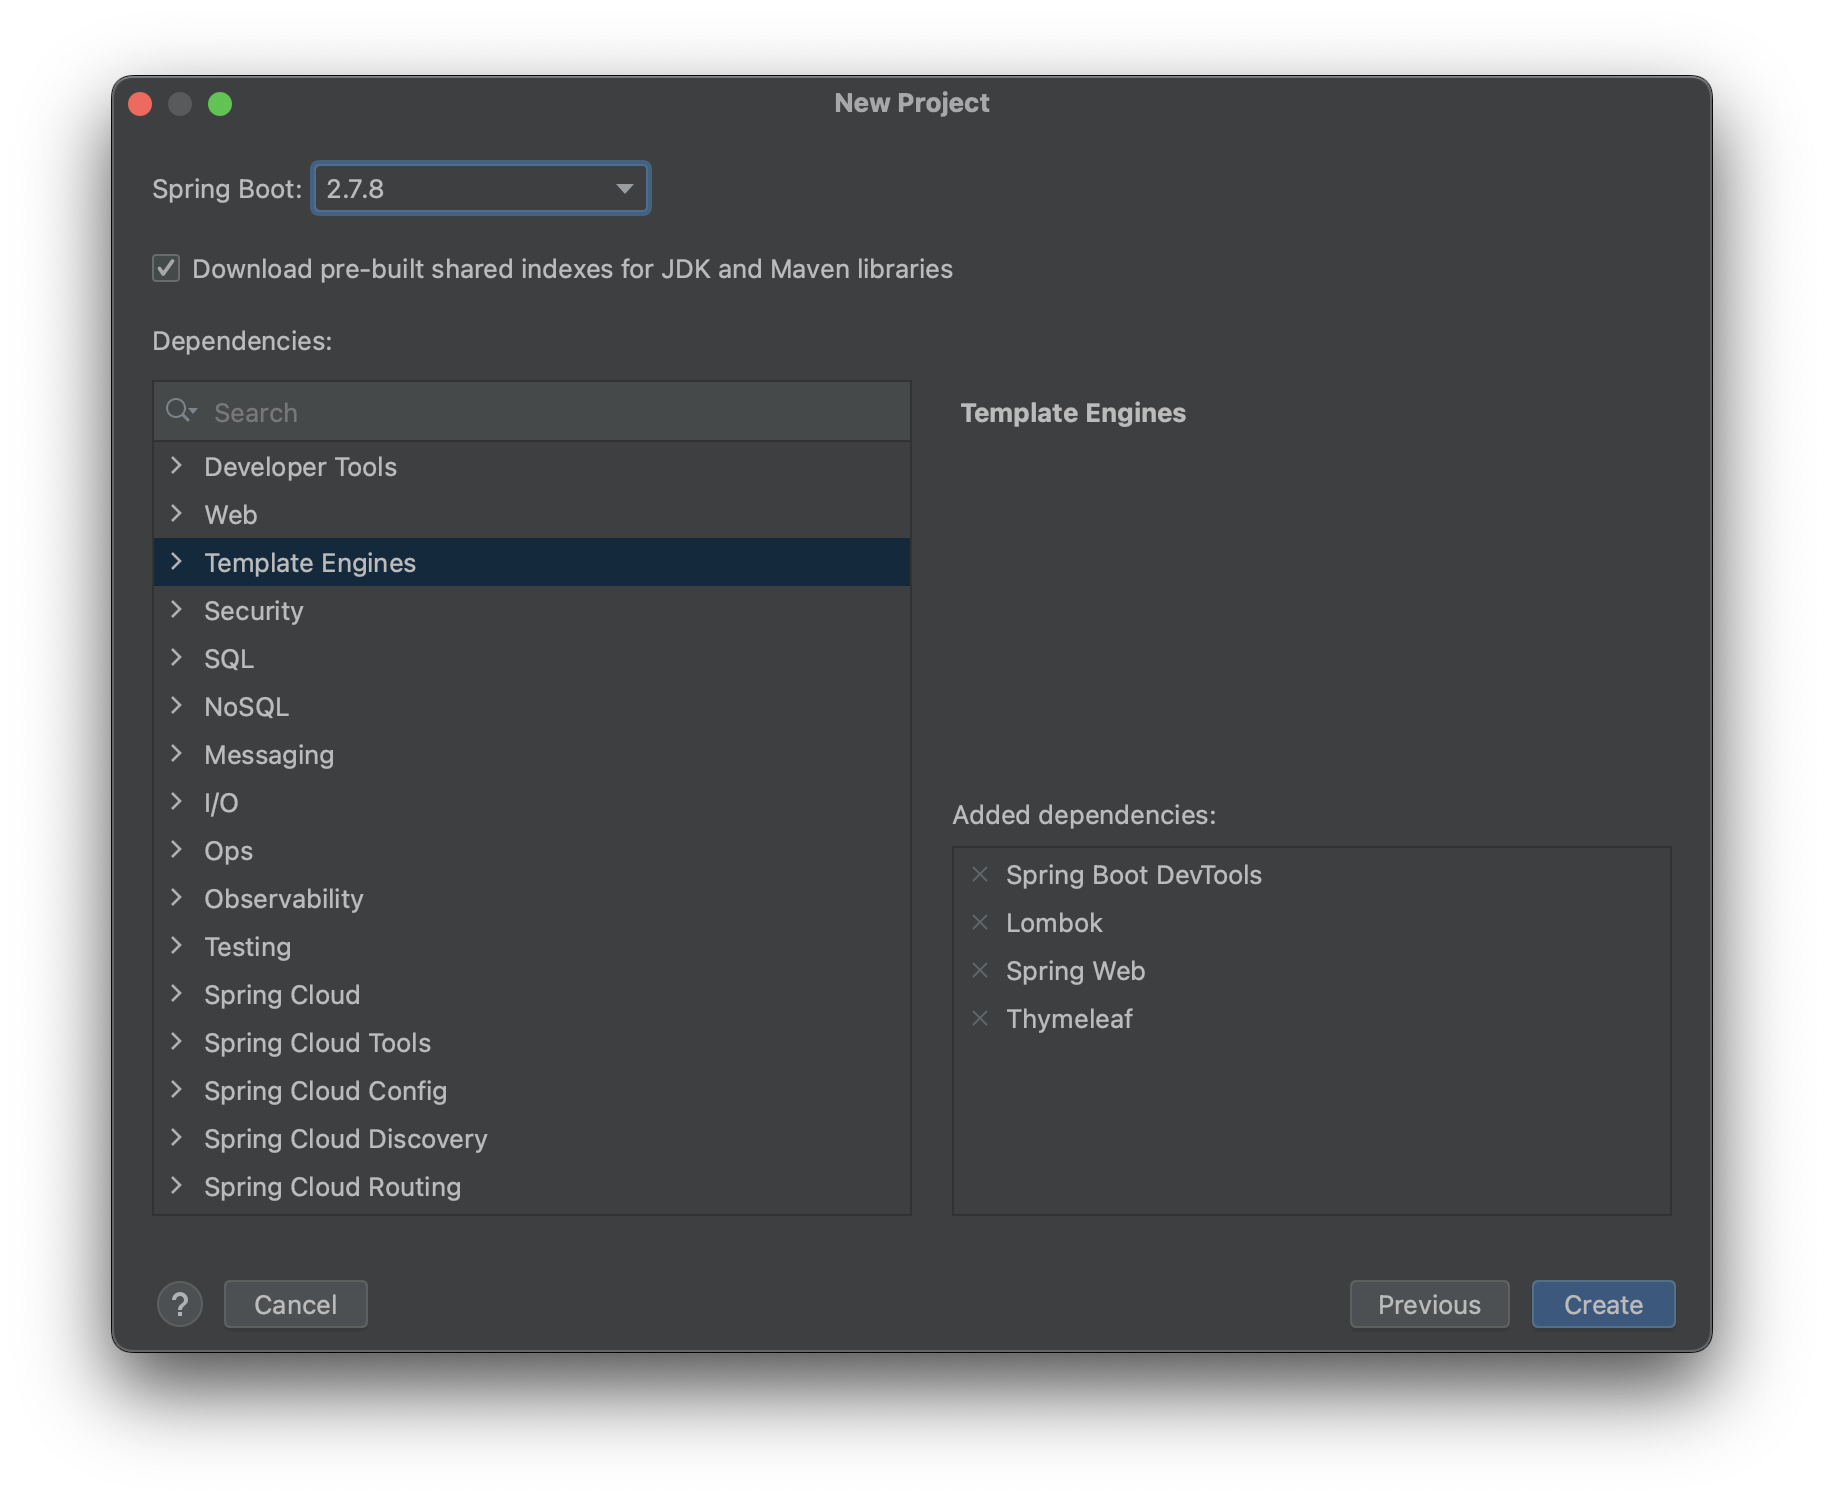 New Project
Spring Boot: 2.7.8
Download pre-built shared indexes for JDK and Maven libraries
Dependencies:
Search
Developer Tools
Web
Template Engines
Security
SQL
NoSQL
Messaging
I/O
Ops
Observability
Testing
Spring Cloud
Spring Cloud Tools
Spring Cloud Config
Spring Cloud Discovery
Spring Cloud Routing
Template Engines
Added dependencies:
Spring Boot DevTools
Lombok
Spring Web
Thymeleaf
? Cancel Previous Create